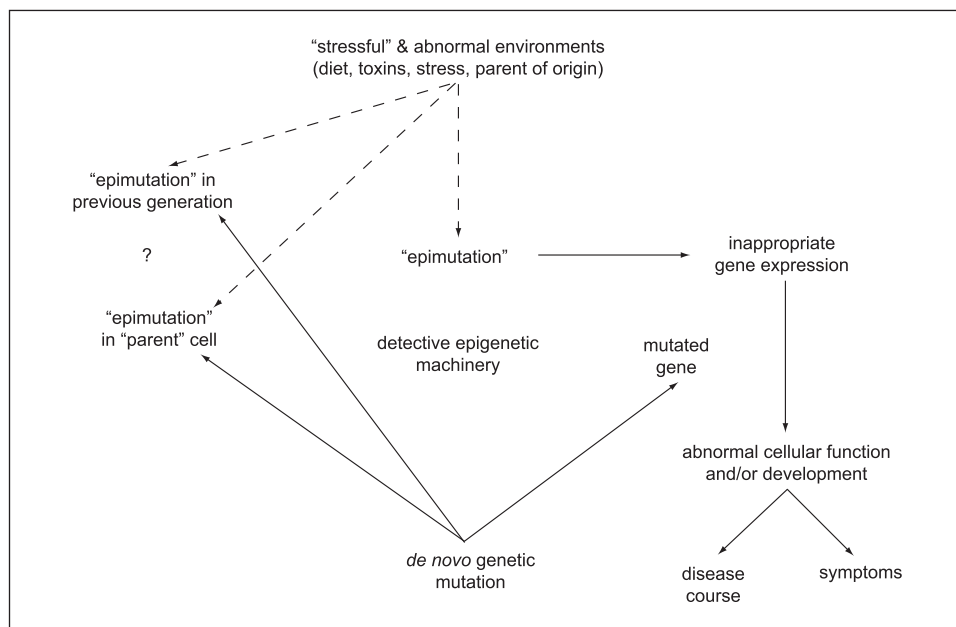 “stressful” & abnormal environments
(diet, toxins, stress, parent of origin)
“epimutation” in
previous generation
?
“epimutation”
in “parent” cell
“epimutation”
inappropriate
gene expression
detective epigenetic
machinery
mutated
gene
abnormal cellular function
and/or development
de novo genetic
mutation
disease
course
symptoms